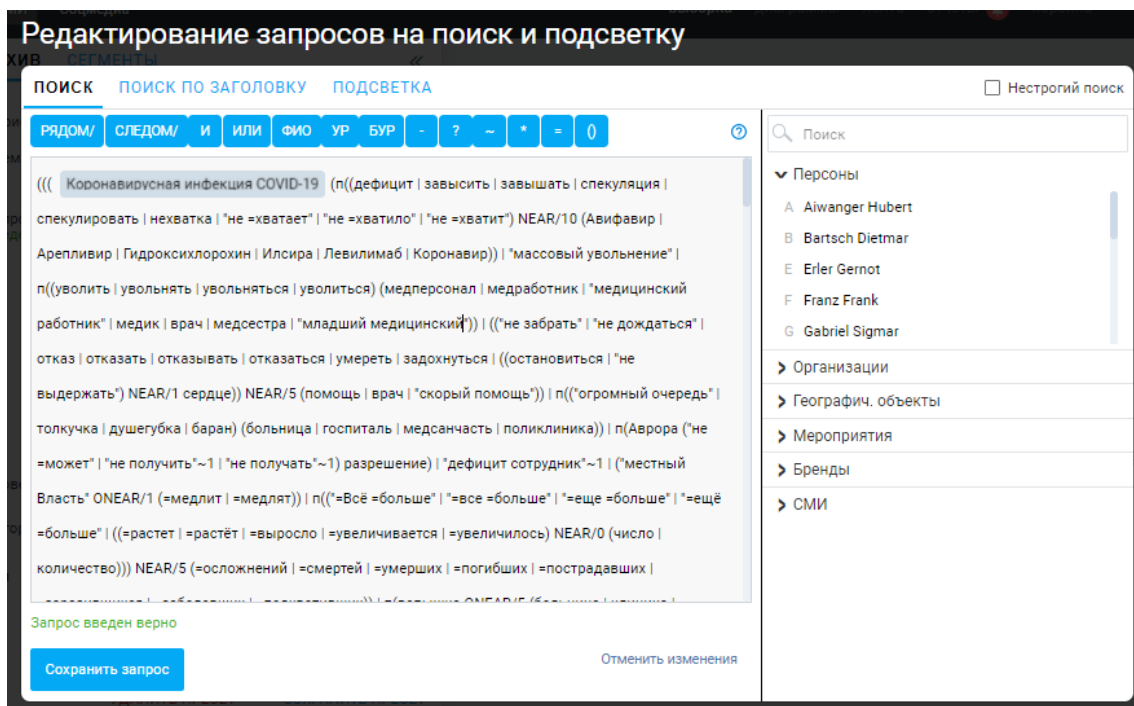 Редактирование запросов на поиск и подсветку
СЕГМЕНТЫ
ПОИСК ПОИСК ПО ЗАГОЛОВКУ ПОДСВЕТКА Нестрогий поиск
РЯДОМ/ СЛЕДОМ/ И ИЛИ ФИО УР БУР - ? ~ * = ()
Поиск
(((  Коронавирусная инфекция COVID-19 (п((дефицит | завысить | завышать | спекуляция |
спекулировать | нехватка | "не =хватает" | "не =хватило" | "не =хватит") NEAR/10 (Авифавир |
Арепливир | Гидроксихлорохин | Илсира | Левилимаб | Коронавир)) | "массовый увольнение" |
п((уволить | увольнять | увольняться | уволиться) (медперсонал | медработник | "медицинский
работник" | медик | врач | медсестра | "младший медицинский")) | (("не забрать" | "не дождаться" |
отказ | отказать | отказывать | отказаться | умереть | задохнуться | ((остановиться | "не
выдержать") NEAR/1 сердце)) NEAR/5 (помощь | врач | "скорый помощь")) | п(("огромный очередь" |
толкучка | душегубка | баран) (больница | госпиталь | медсанчасть | поликлиника)) | п(Аврора ("не
=может" | "не получить"~1 | "не получать"~1) разрешение) | "дефицит сотрудник"~1 | ("местный
Власть" ONEAR/1 (=медлит | =медлят)) | п(("=Всё =больше" | "=все =больше" | "=еще =больше" | "=ещё
=больше" | ((=растет | =растёт | =выросло | =увеличивается | =увеличилось) NEAR/0 (число |
количество))) NEAR/5 (=осложнений | =смертей | =умерших | =погибших | =пострадавших |
Запрос введен верно
Сохранить запрос
Отменить изменения
Персоны
A Aiwanger Hubert
B Bartsch Dietmar
E Erler Gernot
F Franz Frank
G Gabriel Sigmar
Организации
Географич. объекты
Мероприятия
Бренды
СМИ